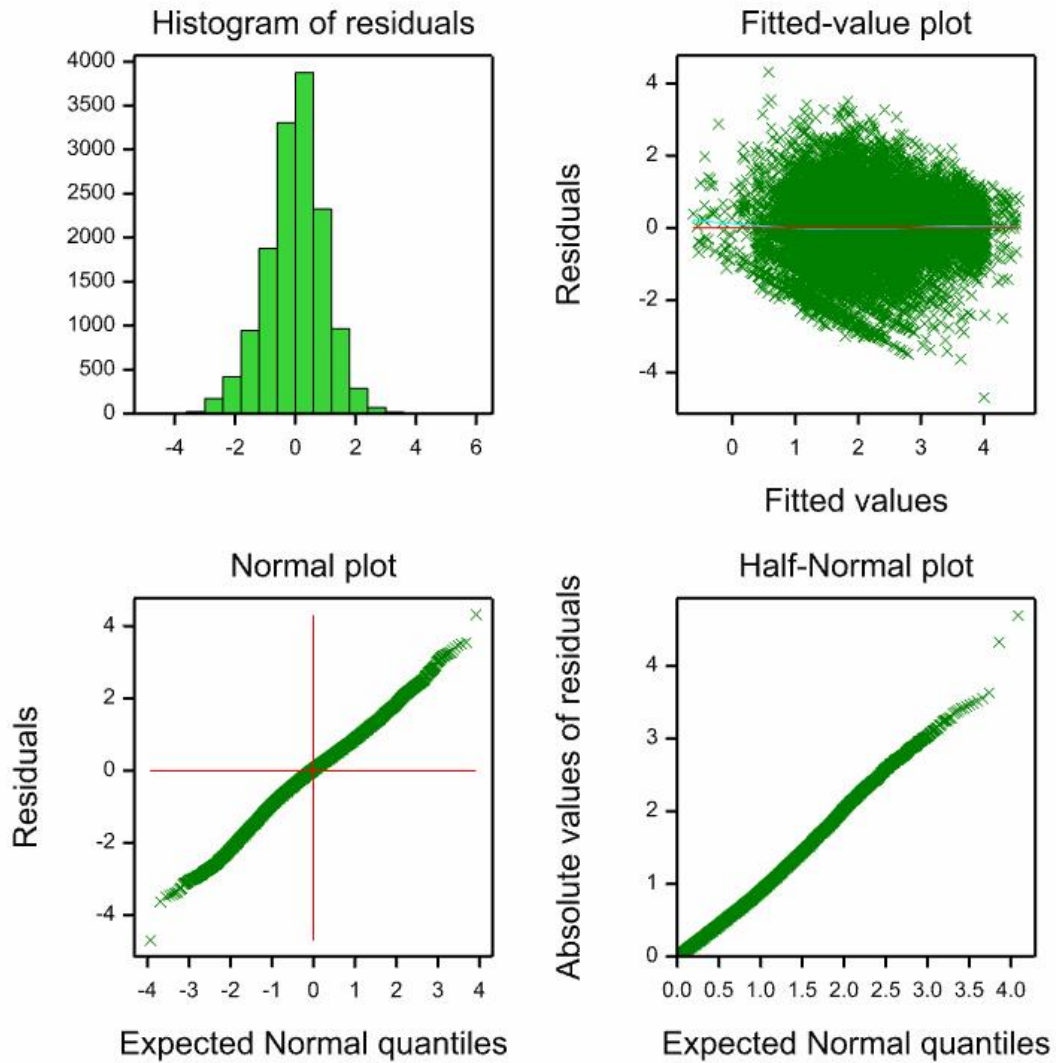 Histogram of residuals
4000
3500
3000
2500
2000
1500
1000
500
0
-4 -2 0 2 4 6
Fitted-value plot
Residuals
4
2
0
-2
-4
0 1 2 3 4
Fitted values
Normal plot
Residuals
4
2
0
-2
-4
-4 -3 -2 -1 0 1 2 3 4
Expected Normal quantiles
Half-Normal plot
Absolute values of residuals
4
3
2
1
0
0.0 0.5 1.0 1.5 2.0 2.5 3.0 3.5 4.0
Expected Normal quantiles